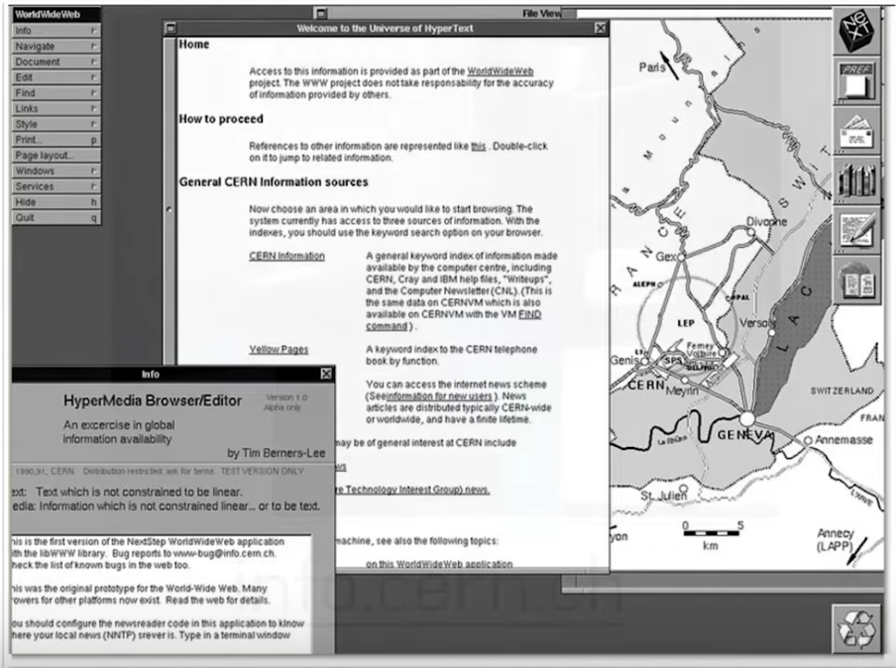 WorldWideWeb
Info
Navigate
Document
Edit
Find
Links
Style
Print... p
Page layout...
Windows
Services
Hide h
Quit q
File View
Welcome to the Universe of HyperText
Home
Access to this information is provided as part of the WorldWideWeb
project. The WWW project does not take responsability for the accuracy
of information provided by others.
How to proceed
References to other information are represented like this . Double-click
on it to jump to related information.
General CERN Information sources
Now choose an area in which you would like to start browsing. The
system currently has access to three sources of information. With the
indexes, you should use the keyword search option on your browser.
CERN Information
A general keyword index of information made
available by the computer centre, including
CERN, Cray and IBM help files, "Writeups",
and the Computer Newsletter (CNL). (This is
the same data on CERNVM which is also
available on CERNVM with the VM FIND
command ) .
Yellow Pages
A keyword index to the CERN telephone
book by function.
You can access the internet news scheme
(See information for new users ). News
articles are distributed typically CERN-wide
or worldwide, and have a finite lifetime.
may be of general interest at CERN include
ws
re Technology Interest Group) news.
machine, see also the following topics:
on this WorldWideWeb application
Info
HyperMedia Browser/Editor
Version 1.0
Alpha only
An excercise in global
information availability
by Tim Berners-Lee
1990,91, CERN. Distribution restricted: ask for terms. TEST VERSION ONLY
ext: Text which is not constrained to be linear.
edia: Information which is not constrained linear... or to be text.
his is the first version of the NextStep WorldWideWeb application
ith the libWWW library. Bug reports to www-bug@info.cern.ch.
heck the list of known bugs in the web too.
his was the original prototype for the World-Wide Web. Many
owers for other platforms now exist. Read the web for details.
ou should configure the newsreader code in this application to klnow
here your local news (NNTP) srever is. Type in a terminal window
info.cern.ch
Paris
ra Mountains
FRANCE
SWIT
Divonne
Gex
ALEPH
OPAL
LEP
LAC
Versoix
Ferney
Voltaire
L3
Genis
SPS
DELPHI
CERN
Meyrin
SWITZERLAND
FRAN
La Rhône
GENEVA
Annemasse
St. Julien
L'ARVE
yon
0 5
km
Annecy
(LAPP)
NeXT
PREF